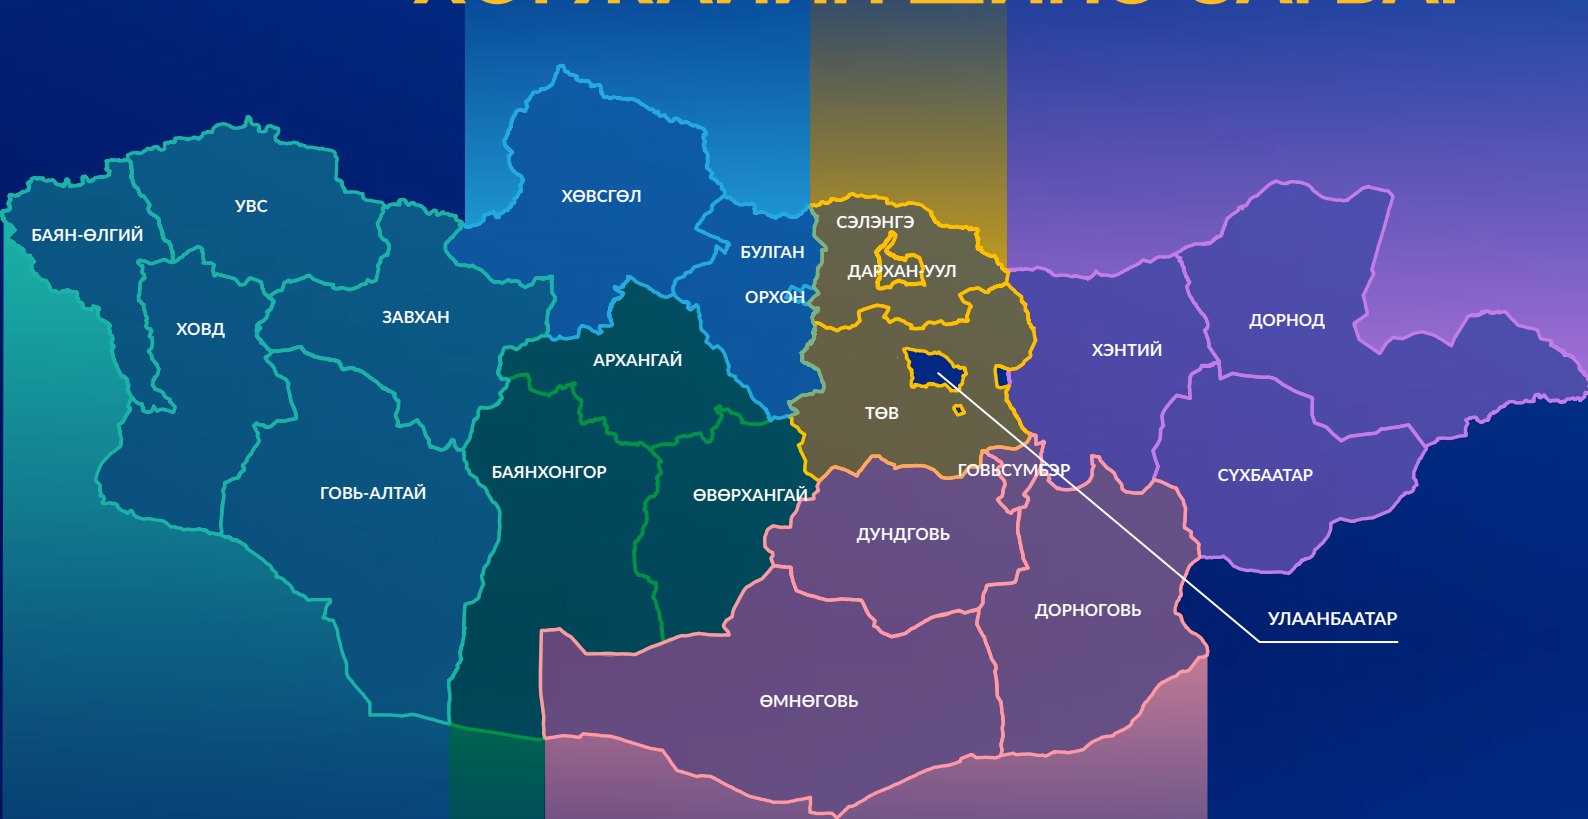 ХӨВСГӨЛ
УВС
СЭЛЭНГЭ
БАЯН-ӨЛГИЙ
БУЛГАН
ДАРХАН-УУЛ
ОРХОН
ХОВД
ЗАВХАН
ДОРНОД
ХЭНТИЙ
АРХАНГАЙ
ТӨВ
БАЯНХОНГОР
ГОВЬСҮМБЭР
СҮХБААТАР
ГОВЬ-АЛТАЙ
ӨВӨРХАНГАЙ
ДУНДГОВЬ
ДОРНОГОВЬ
УЛААНБААТАР
ӨМНӨГОВЬ